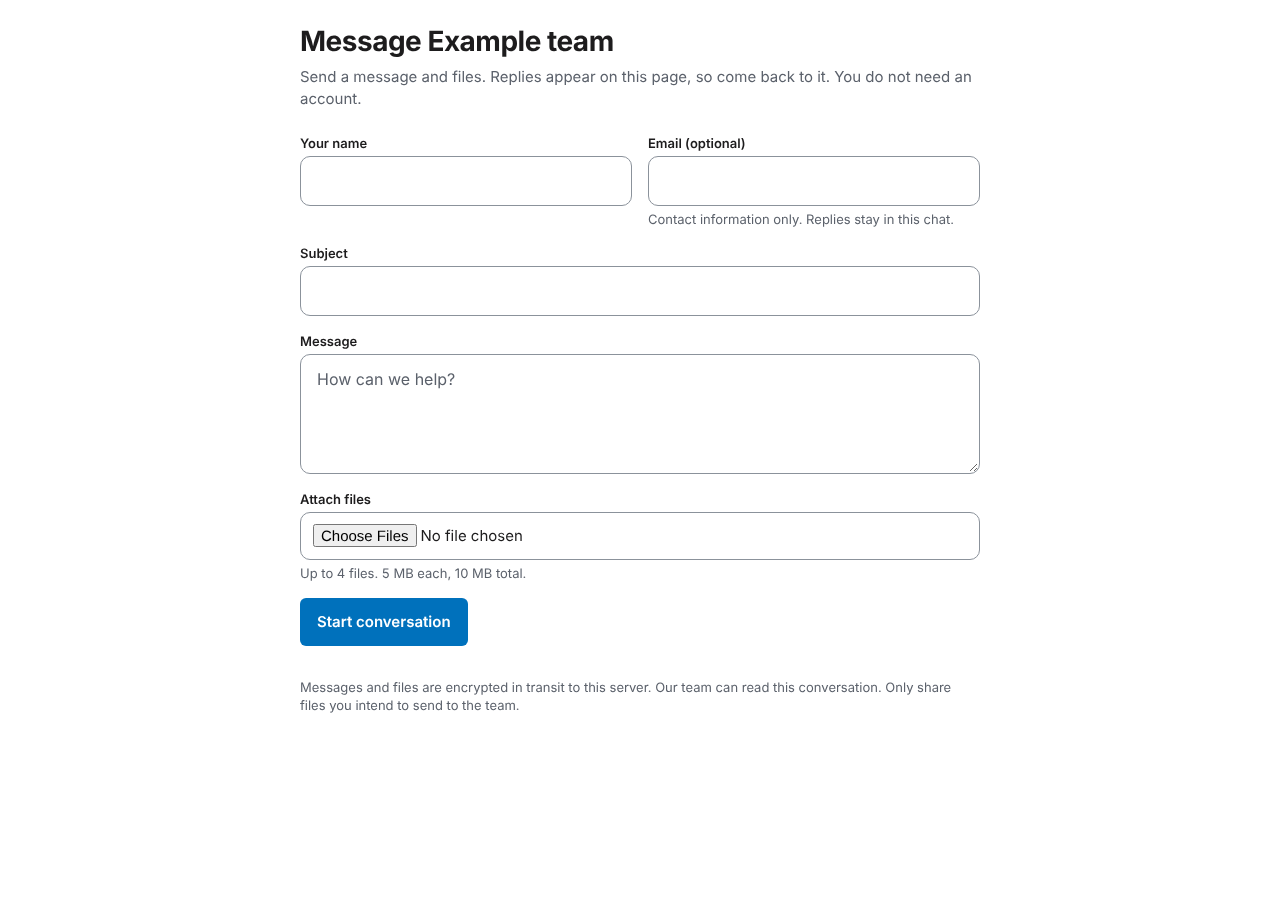 Message Example team
Send a message and files. Replies appear on this page, so come back to it. You do not need an
account.
Your name
Email (optional)
Contact information only. Replies stay in this chat.
Subject
Message
How can we help?
Attach files
Choose Files No file chosen
Up to 4 files. 5 MB each, 10 MB total.
Start conversation
Messages and files are encrypted in transit to this server. Our team can read this conversation. Only share
files you intend to send to the team.